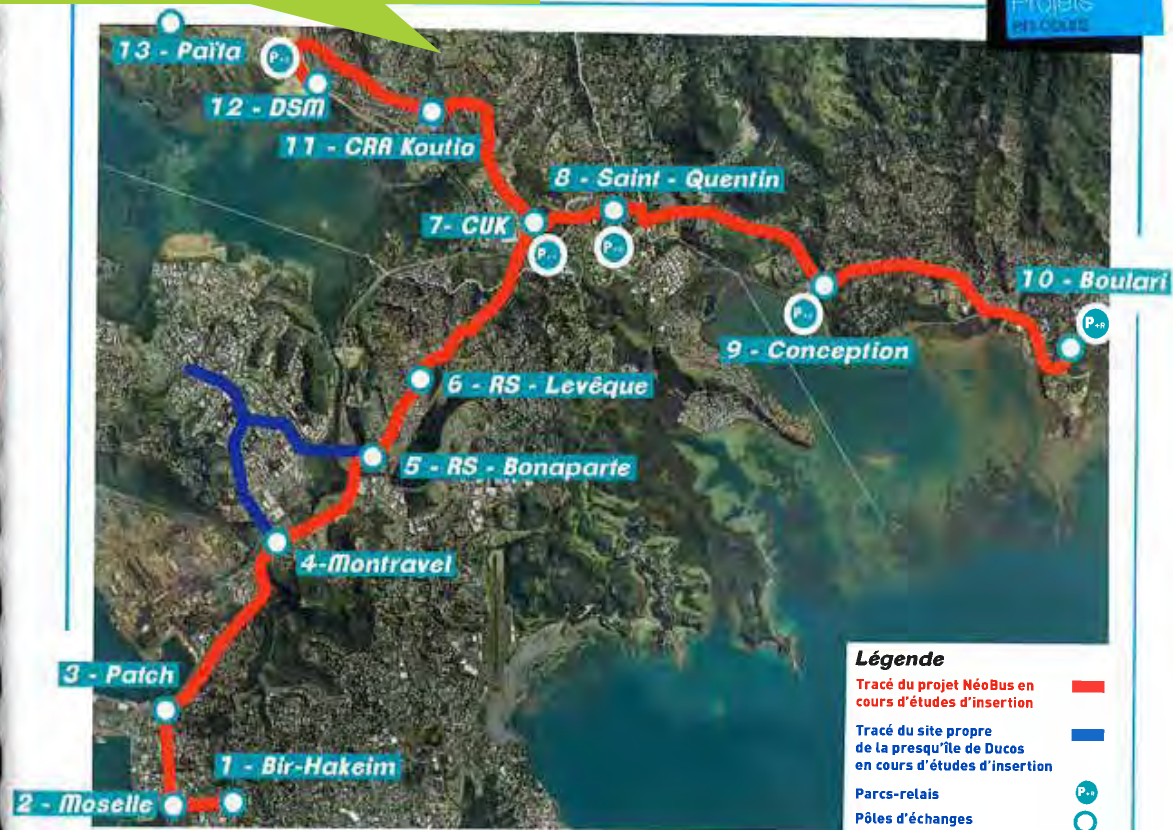 Projets
en cours
13 - Païta
P+R
12 - DSM
11 - CRA Koutio
8 - Saint - Quentin
7- CUK
P+R
P+R
10 - Boulari
P+R
P+R
9 - Conception
6 - RS - Levêque
5 - RS - Bonaparte
4-Montravel
3 - Patch
1 - Bir-Hakeim
2 - Moselle
Légende
Tracé du projet NéoBus en
cours d'études d'insertion
Tracé du site propre
de la presqu'île de Ducos
en cours d'études d'insertion
Parcs-relais
P+R
Pôles d'échanges